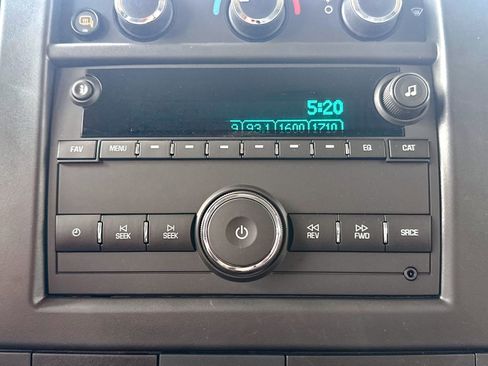 5:20
9 93.1 1600 1710
FAV MENU EQ CAT
SEEK SEEK REV FWD SRCE